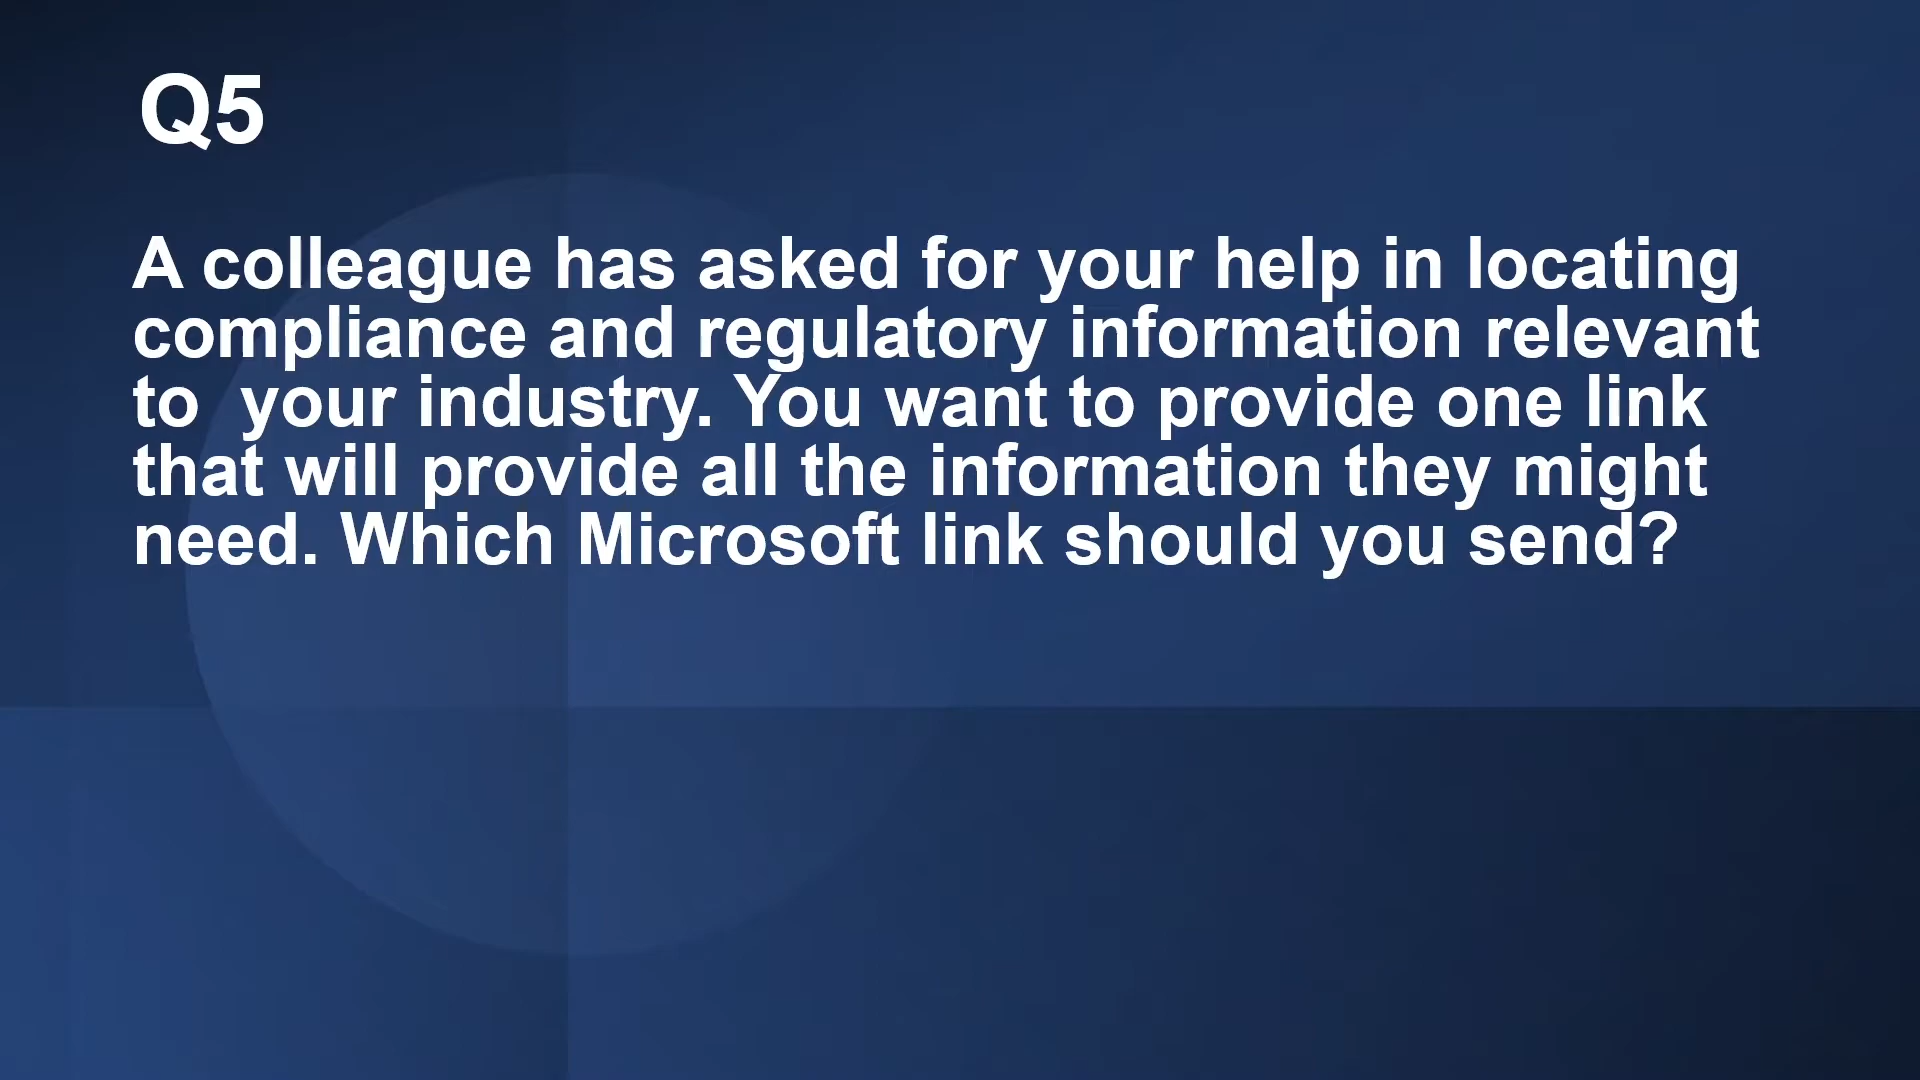 Q5
A colleague has asked for your help in locating
compliance and regulatory information relevant
to  your industry. You want to provide one link
that will provide all the information they might
need. Which Microsoft link should you send?